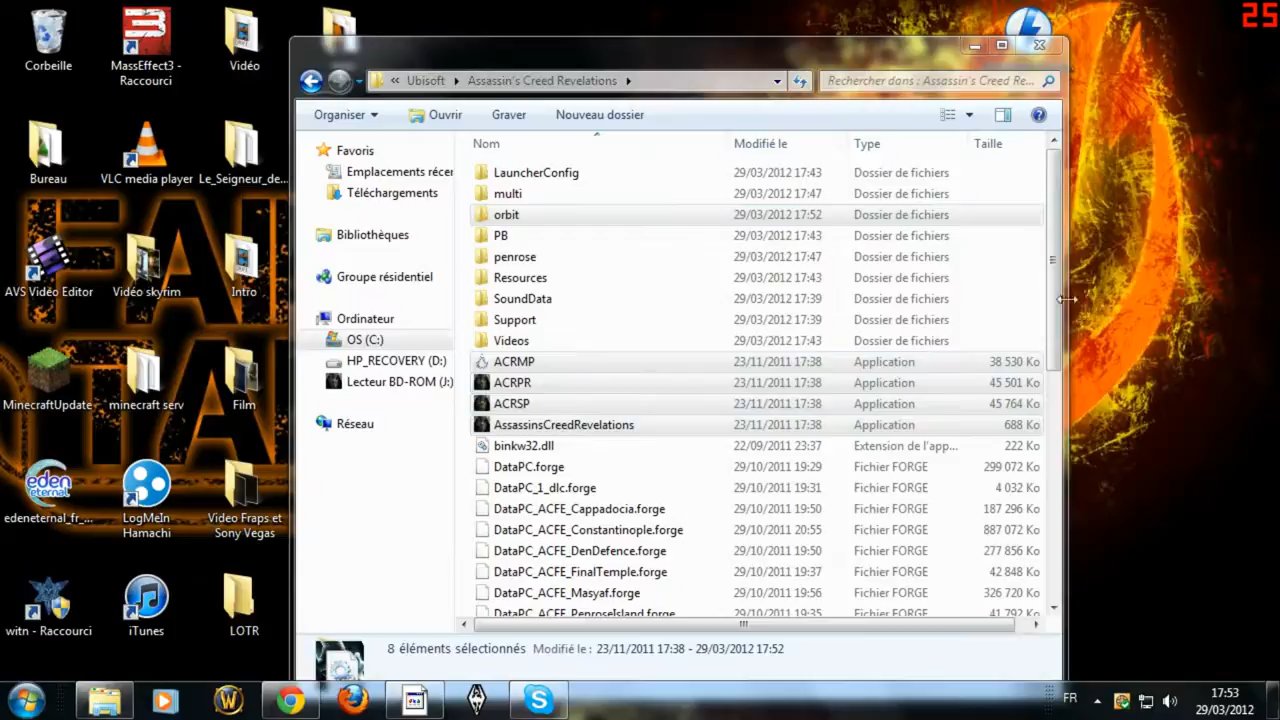 25
Corbeille
MassEffect3 -
Raccourci
Vidéo
Bureau
VLC media player
Le_Seigneur_de...
AVS Video Editor
Vidéo skyrim
Intro
MinecraftUpdate
minecraft serv
Film
edeneternal_fr_...
LogMeIn
Hamachi
Video Fraps et
Sony Vegas
witn - Raccourci
iTunes
LOTR
« Ubisoft Assassin's Creed Revelations
Rechercher dans : Assassin's Creed Re...
Organiser Ouvrir Graver Nouveau dossier
Favoris
Emplacements récer
Téléchargements
Bibliothèques
Groupe résidentiel
Ordinateur
OS (C:)
HP_RECOVERY (D:)
Lecteur BD-ROM (J:)
Réseau
Nom Modifié le Type Taille
LauncherConfig 29/03/2012 17:43 Dossier de fichiers
multi 29/03/2012 17:47 Dossier de fichiers
orbit 29/03/2012 17:52 Dossier de fichiers
PB 29/03/2012 17:43 Dossier de fichiers
penrose 29/03/2012 17:47 Dossier de fichiers
Resources 29/03/2012 17:43 Dossier de fichiers
SoundData 29/03/2012 17:39 Dossier de fichiers
Support 29/03/2012 17:39 Dossier de fichiers
Videos 29/03/2012 17:43 Dossier de fichiers
ACRMP 23/11/2011 17:38 Application 38 530 Ko
ACRPR 23/11/2011 17:38 Application 45 501 Ko
ACRSP 23/11/2011 17:38 Application 45 764 Ko
AssassinsCreedRevelations 23/11/2011 17:38 Application 688 Ko
binkw32.dll 22/09/2011 23:37 Extension de l'app... 222 Ko
DataPC.forge 29/10/2011 19:29 Fichier FORGE 299 072 Ko
DataPC_1_dlc.forge 29/10/2011 19:31 Fichier FORGE 4 032 Ko
DataPC_ACFE_Cappadocia.forge 29/10/2011 19:50 Fichier FORGE 187 296 Ko
DataPC_ACFE_Constantinople.forge 29/10/2011 20:55 Fichier FORGE 887 072 Ko
DataPC_ACFE_DenDefence.forge 29/10/2011 19:50 Fichier FORGE 277 856 Ko
DataPC_ACFE_FinalTemple.forge 29/10/2011 19:37 Fichier FORGE 42 848 Ko
DataPC_ACFE_Masyaf.forge 29/10/2011 19:56 Fichier FORGE 326 720 Ko
DataPC_ACFE_PenroseIsland.forge 29/10/2011 19:35 Fichier FORGE 41 792 Ko
8 éléments sélectionnés Modifié le : 23/11/2011 17:38 - 29/03/2012 17:52
FR
17:53
29/03/2012